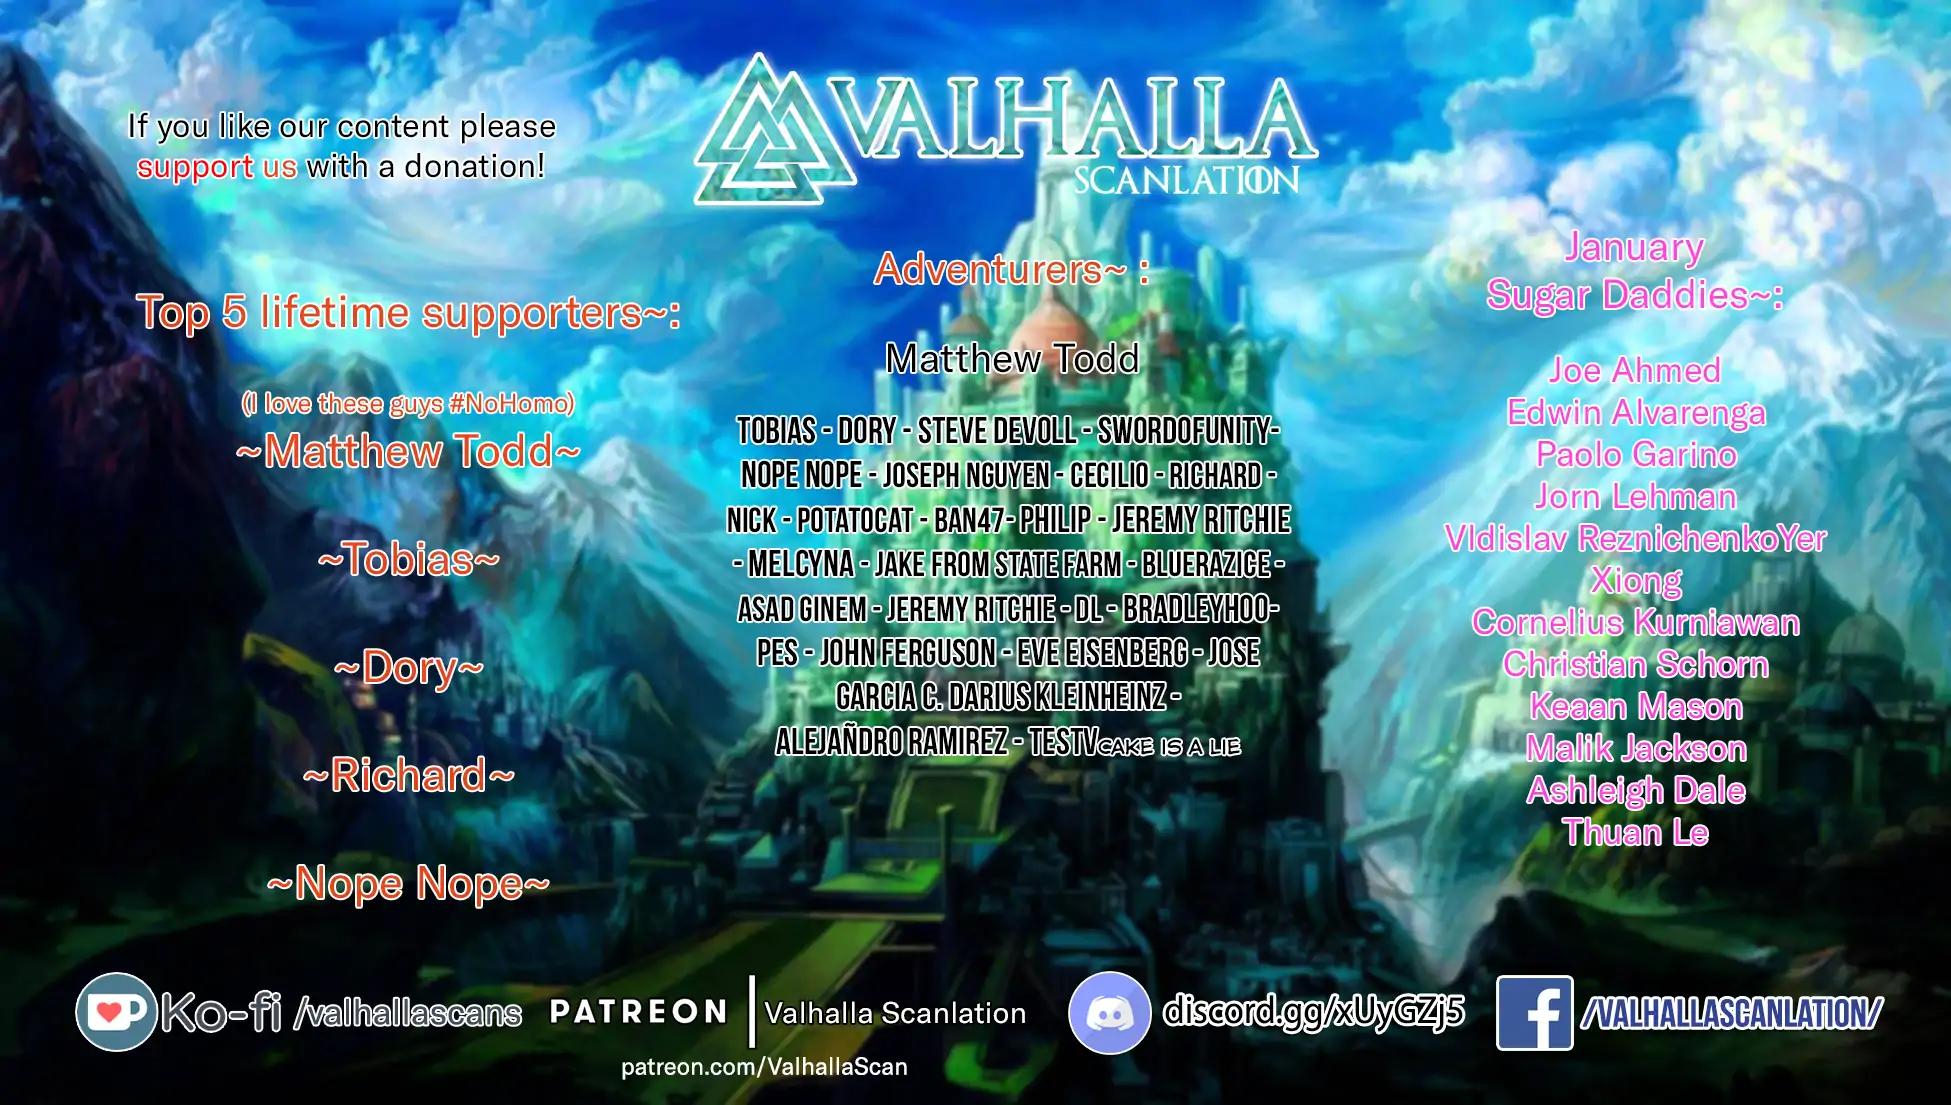 VALHALLA
SCANLATION
If you like our content please
support us with a donation!
Top 5 lifetime supporters~:
(I love these guys #NoHomo)
~Matthew Todd~
~Tobias~
~Dory~
~Richard~
~Nope Nope~
Adventurers~ :
Matthew Todd
TOBIAS - DORY - STEVE DEVOLL - SWORDOFUNITY-
NOPE NOPE - JOSEPH NGUYEN - CECILIO - RICHARD -
NICK - POTATOCAT - BAN47- PHILIP - JEREMY RITCHIE
- MELCYNA - JAKE FROM STATE FARM - BLUERAZICE -
ASAD GINEM - JEREMY RITCHIE - DL - BRADLEYHOO-
PES - JOHN FERGUSON - EVE EISENBERG - JOSE
GARCIA C. DARIUS KLEINHEINZ -
ALEJAÑDRO RAMIREZ - TESTVCAKE IS A LIE
January
Sugar Daddies~:
Joe Ahmed
Edwin Alvarenga
Paolo Garino
Jorn Lehman
Vldislav ReznichenkoYer
Xiong
Cornelius Kurniawan
Christian Schorn
Keaan Mason
Malik Jackson
Ashleigh Dale
Thuan Le
Ko-fi /valhallascans
PATREON | Valhalla Scanlation
patreon.com/ValhallaScan
discord.gg/xUyGZj5
f /VALHALLASCANLATION/